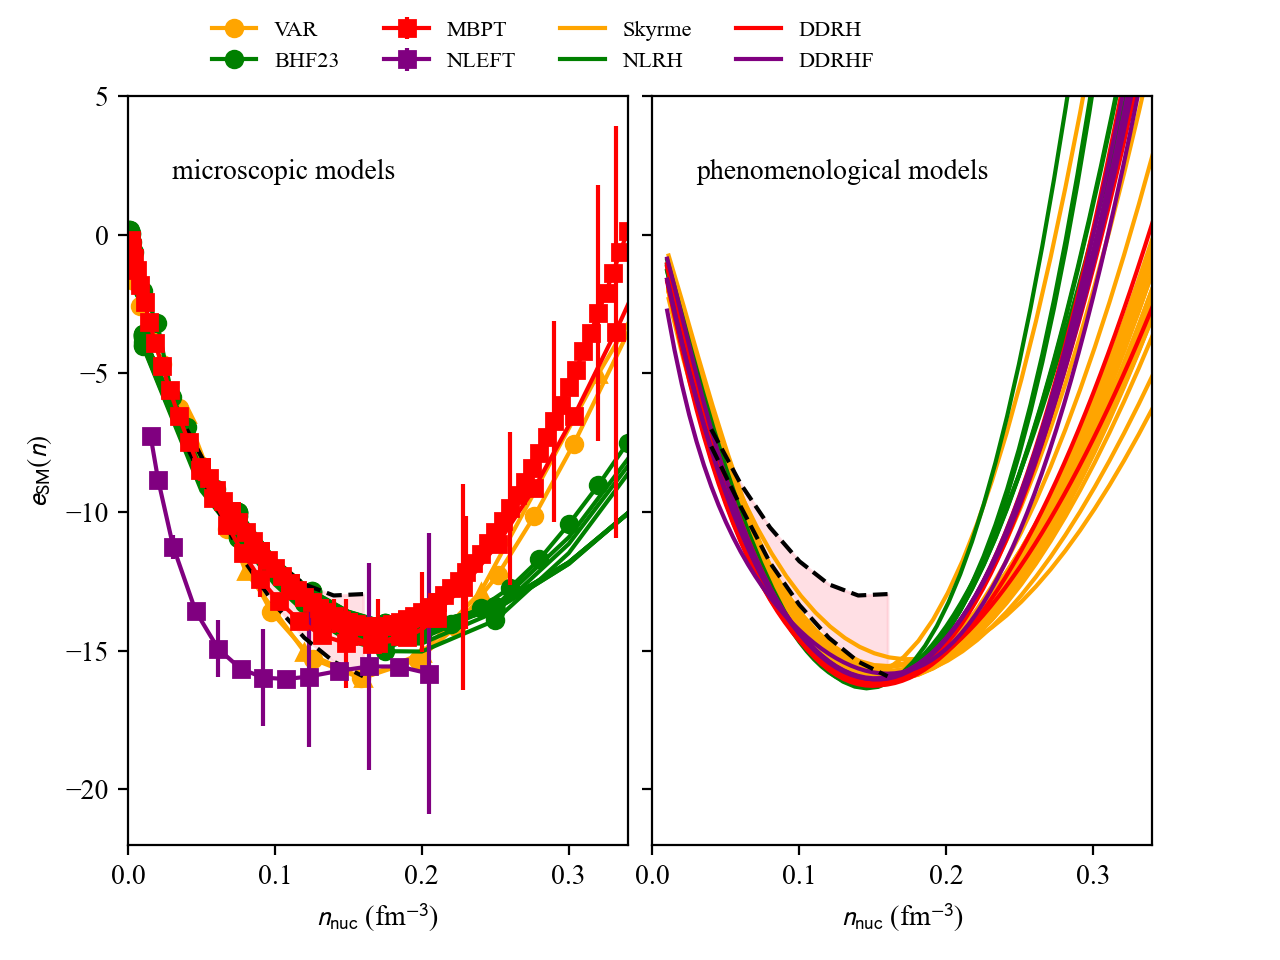 VAR MBPT Skyrme DDRH
BHF23 NLEFT NLRH DDRHF
microscopic models
phenomenological models
5
0
−5
−10
−15
−20
e_SM(n)
0.0 0.1 0.2 0.3
0.0 0.1 0.2 0.3
n_nuc (fm⁻³)
n_nuc (fm⁻³)